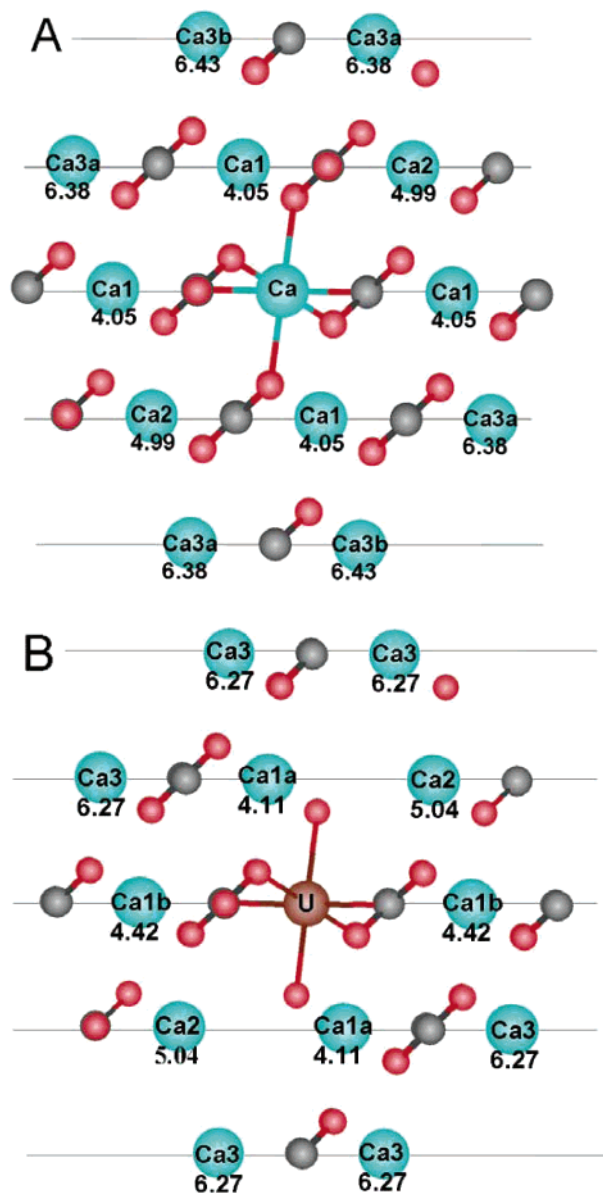 A
Ca3b Ca3a
6.43 6.38
Ca3a Ca1 Ca2
6.38 4.05 4.99
Ca1 Ca Ca1
4.05 4.05
Ca2 Ca1 Ca3a
4.99 4.05 6.38
Ca3a Ca3b
6.38 6.43
B
Ca3 Ca3
6.27 6.27
Ca3 Ca1a Ca2
6.27 4.11 5.04
Ca1b U Ca1b
4.42 4.42
Ca2 Ca1a Ca3
5.04 4.11 6.27
Ca3 Ca3
6.27 6.27